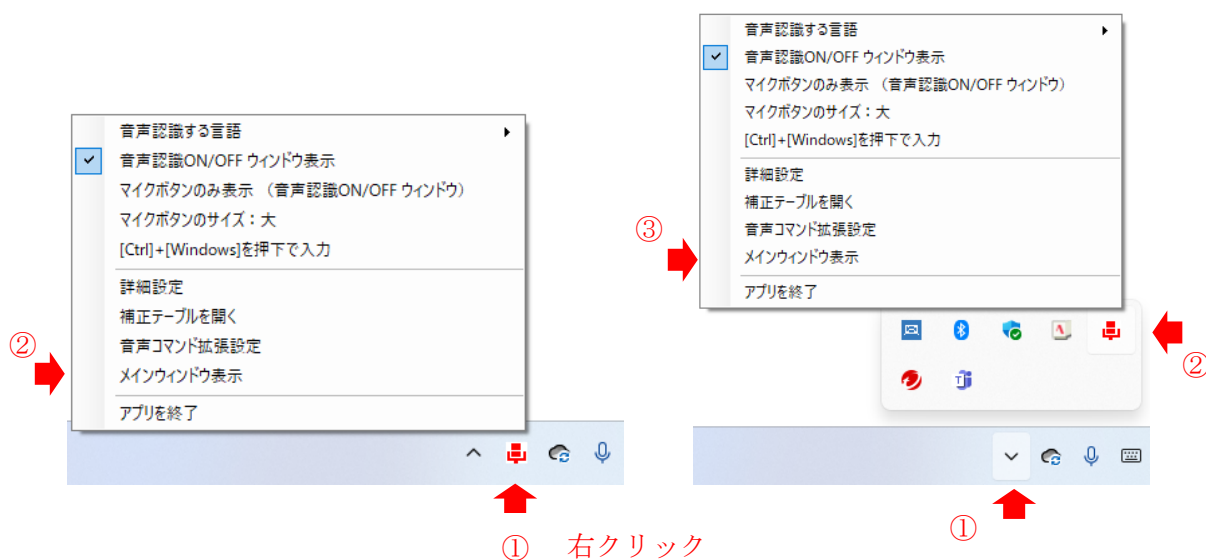 音声認識する言語
音声認識ON/OFF ウィンドウ表示
マイクボタンのみ表示 （音声認識ON/OFF ウィンドウ）
マイクボタンのサイズ：大
[Ctrl]+[Windows]を押下で入力
詳細設定
補正テーブルを開く
音声コマンド拡張設定
②
メインウィンドウ表示
アプリを終了
① 右クリック
音声認識する言語
音声認識ON/OFF ウィンドウ表示
マイクボタンのみ表示 （音声認識ON/OFF ウィンドウ）
マイクボタンのサイズ：大
[Ctrl]+[Windows]を押下で入力
詳細設定
補正テーブルを開く
音声コマンド拡張設定
③
メインウィンドウ表示
アプリを終了
②
①